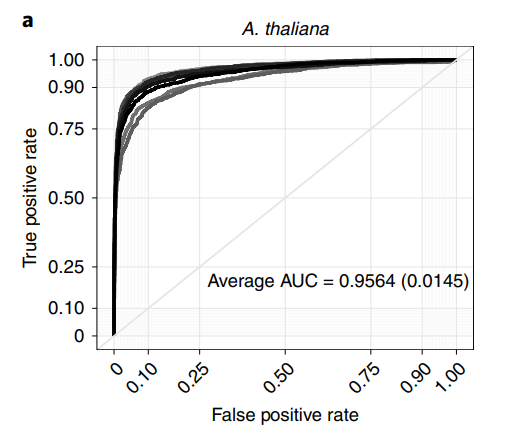 a
A. thaliana
1.00
0.90
0.75
0.50
0.25
0.10
0
True positive rate
Average AUC = 0.9564 (0.0145)
0 0.10 0.25 0.50 0.75 0.90 1.00
False positive rate